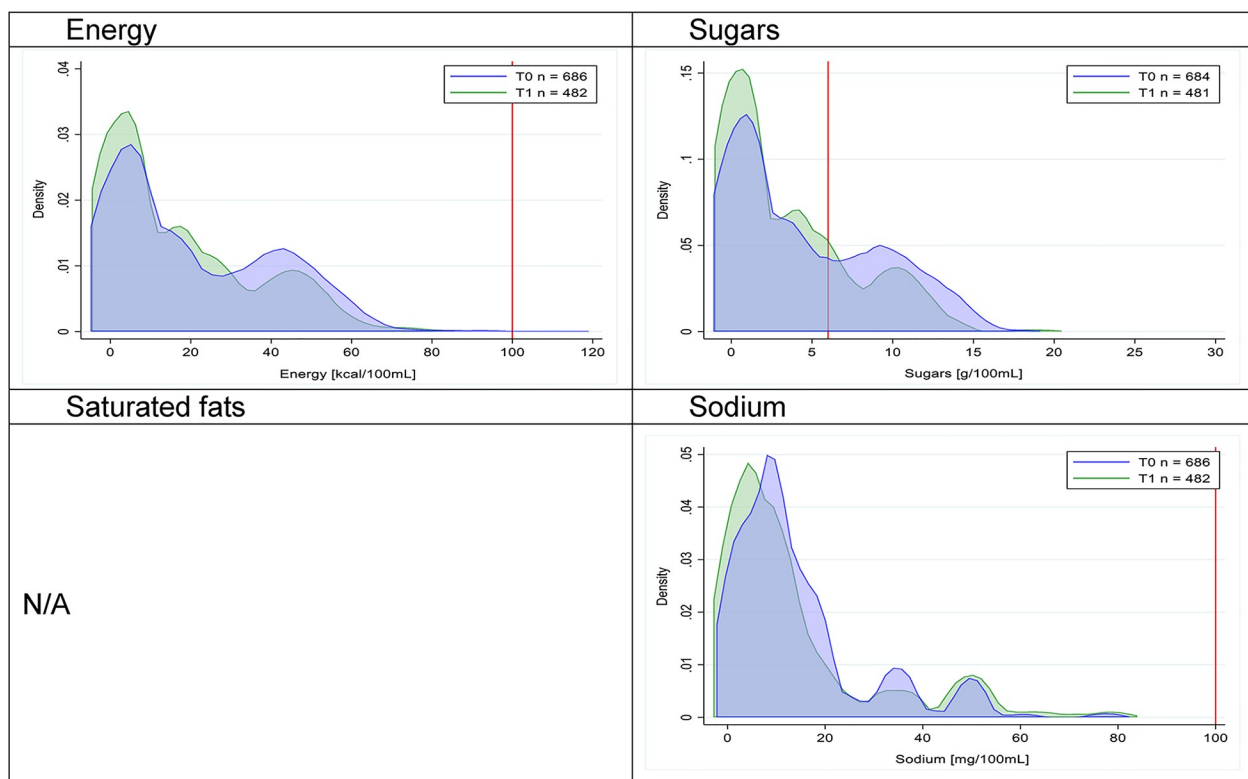 Energy
Sugars
T0 n = 686
T1 n = 482
Density
0
.01
.02
.03
.04
0
20
40
60
80
100
120
Energy [kcal/100mL]
T0 n = 684
T1 n = 481
Density
0
.05
.1
.15
0
5
10
15
20
25
30
Sugars [g/100mL]
Saturated fats
Sodium
N/A
T0 n = 686
T1 n = 482
Density
0
.01
.02
.03
.04
.05
0
20
40
60
80
100
Sodium [mg/100mL]